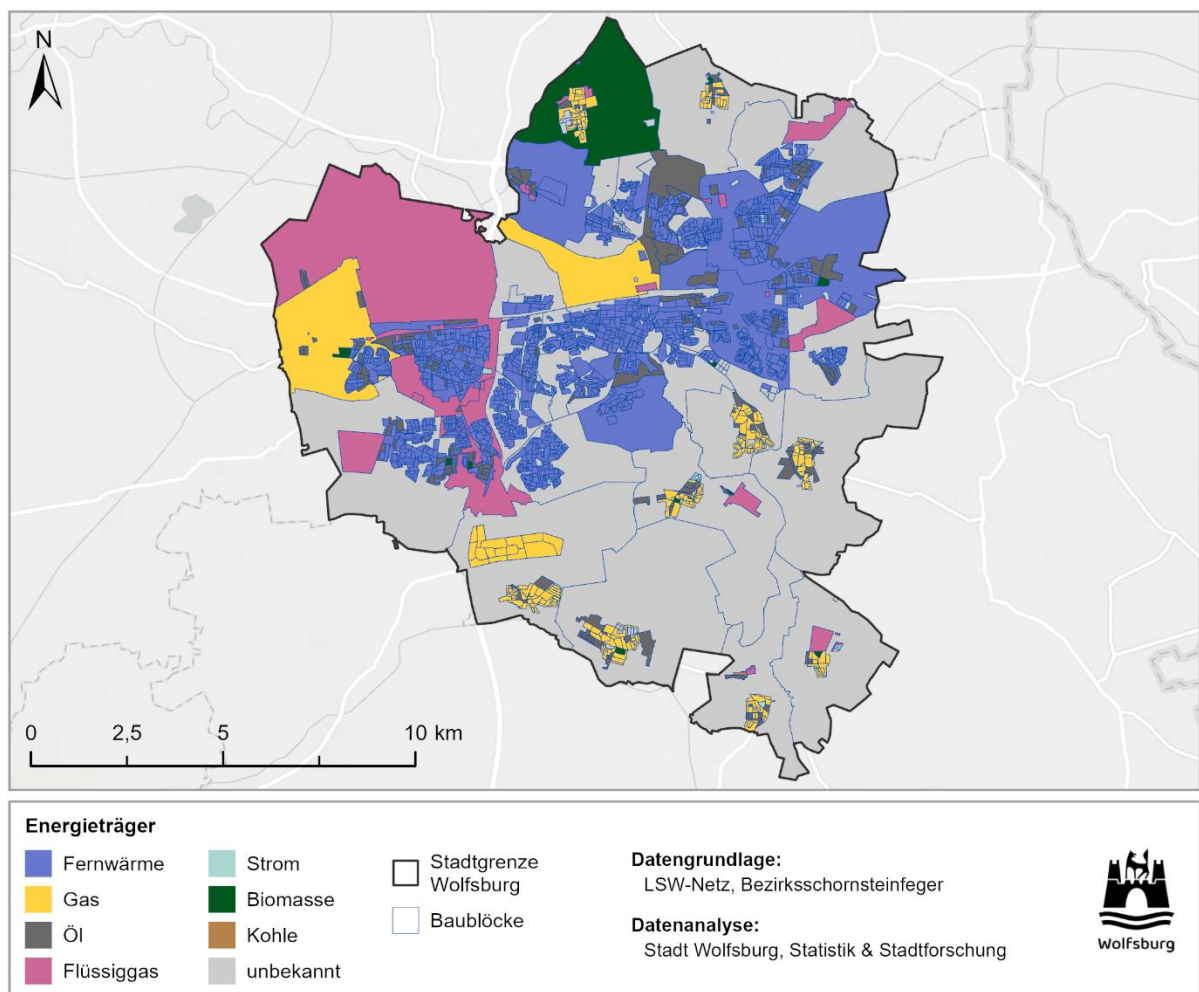 N
0 2,5 5 10 km
Energieträger
Fernwärme
Gas
Öl
Flüssiggas
Strom
Biomasse
Kohle
unbekannt
Stadtgrenze
Wolfsburg
Baublöcke
Datengrundlage:
LSW-Netz, Bezirksschornsteinfeger
Datenanalyse:
Stadt Wolfsburg, Statistik & Stadtforschung
Wolfsburg